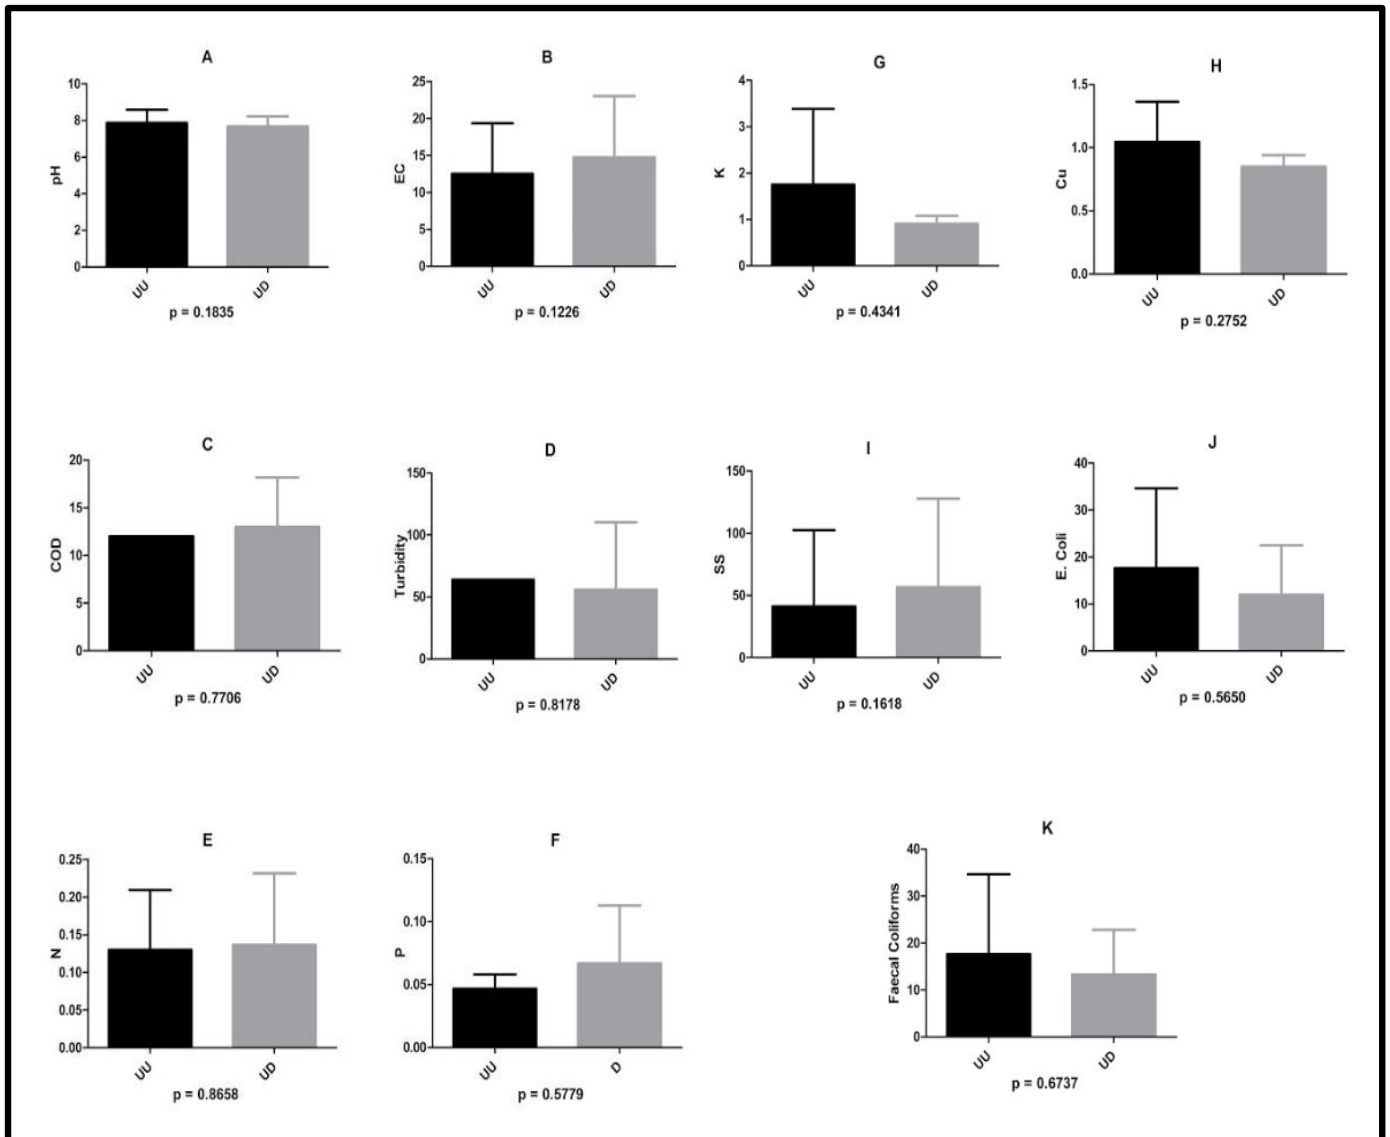 A
10
8
6
4
2
0
pH
UU
UD
p = 0.1835
B
25
20
15
10
5
0
EC
UU
UD
p = 0.1226
G
4
3
2
1
0
K
UU
UD
p = 0.4341
H
1.5
1.0
0.5
0.0
Cu
UU
UD
p = 0.2752
C
20
15
10
5
0
COD
UU
UD
p = 0.7706
D
150
100
50
0
Turbidity
UU
UD
p = 0.8178
I
150
100
50
0
SS
UU
UD
p = 0.1618
J
40
30
20
10
0
E. Coli
UU
UD
p = 0.5650
E
0.25
0.20
0.15
0.10
0.05
0.00
N
UU
UD
p = 0.8658
F
0.15
0.10
0.05
0.00
P
UU
D
p = 0.5779
K
40
30
20
10
0
Faecal Coliforms
UU
UD
p = 0.6737